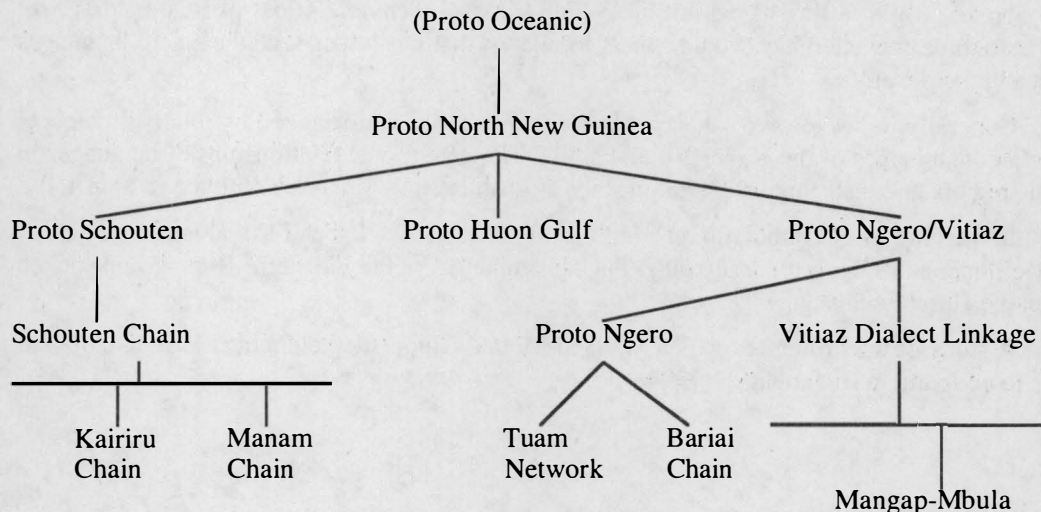 (Proto Oceanic)
Proto North New Guinea
Proto Schouten
Proto Huon Gulf
Proto Ngero/Vitiaz
Schouten Chain
Proto Ngero
Vitiaz Dialect Linkage
Kairiru
Chain
Manam
Chain
Tuam
Network
Bariai
Chain
Mangap-Mbula